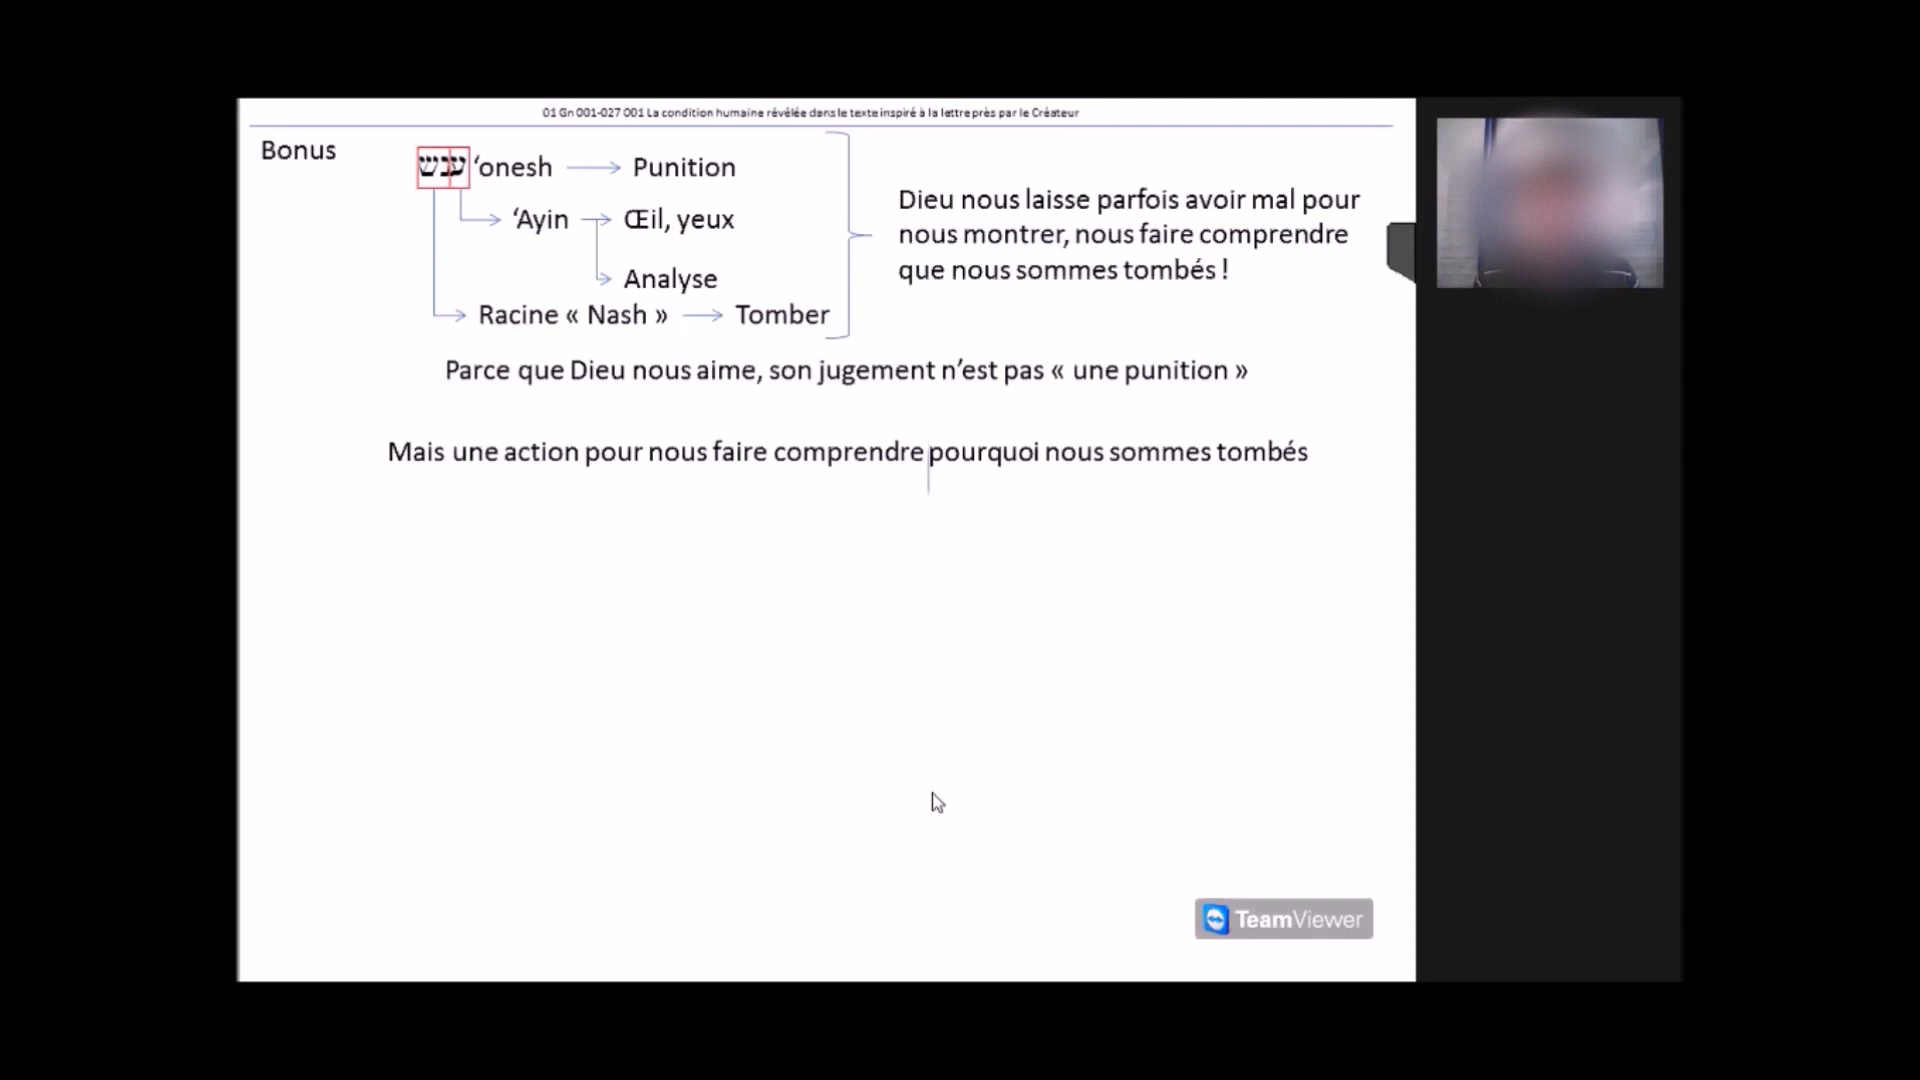 01 Gn 001-027 001 La condition humaine révélée dans le texte inspiré à la lettre près par le Créateur
Bonus
ענש ‘onesh Punition
‘Ayin Œil, yeux
Analyse
Racine « Nash » Tomber
Dieu nous laisse parfois avoir mal pour
nous montrer, nous faire comprendre
que nous sommes tombés !
Parce que Dieu nous aime, son jugement n’est pas « une punition »
Mais une action pour nous faire comprendre pourquoi nous sommes tombés
TeamViewer